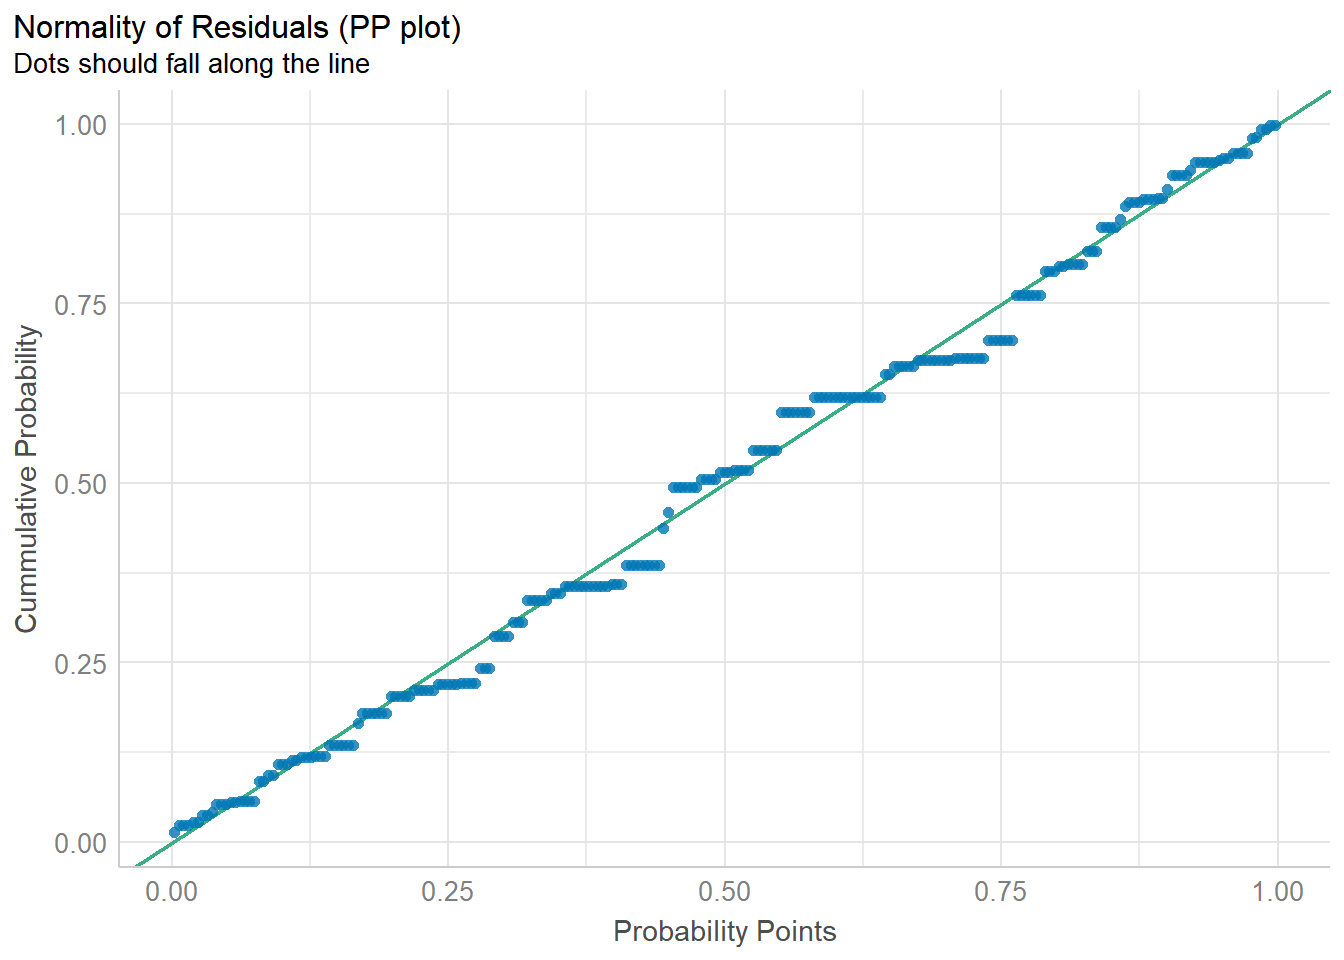 Normality of Residuals (PP plot)
Dots should fall along the line
Cummulative Probability
1.00
0.75
0.50
0.25
0.00
0.00 0.25 0.50 0.75 1.00
Probability Points